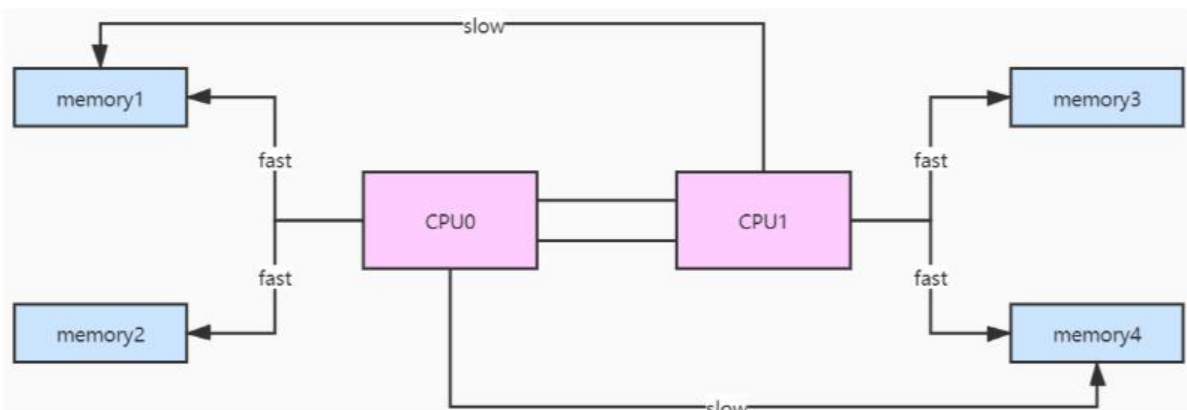 slow
memory1
memory3
fast
fast
CPU0
CPU1
fast
fast
memory2
memory4
slow